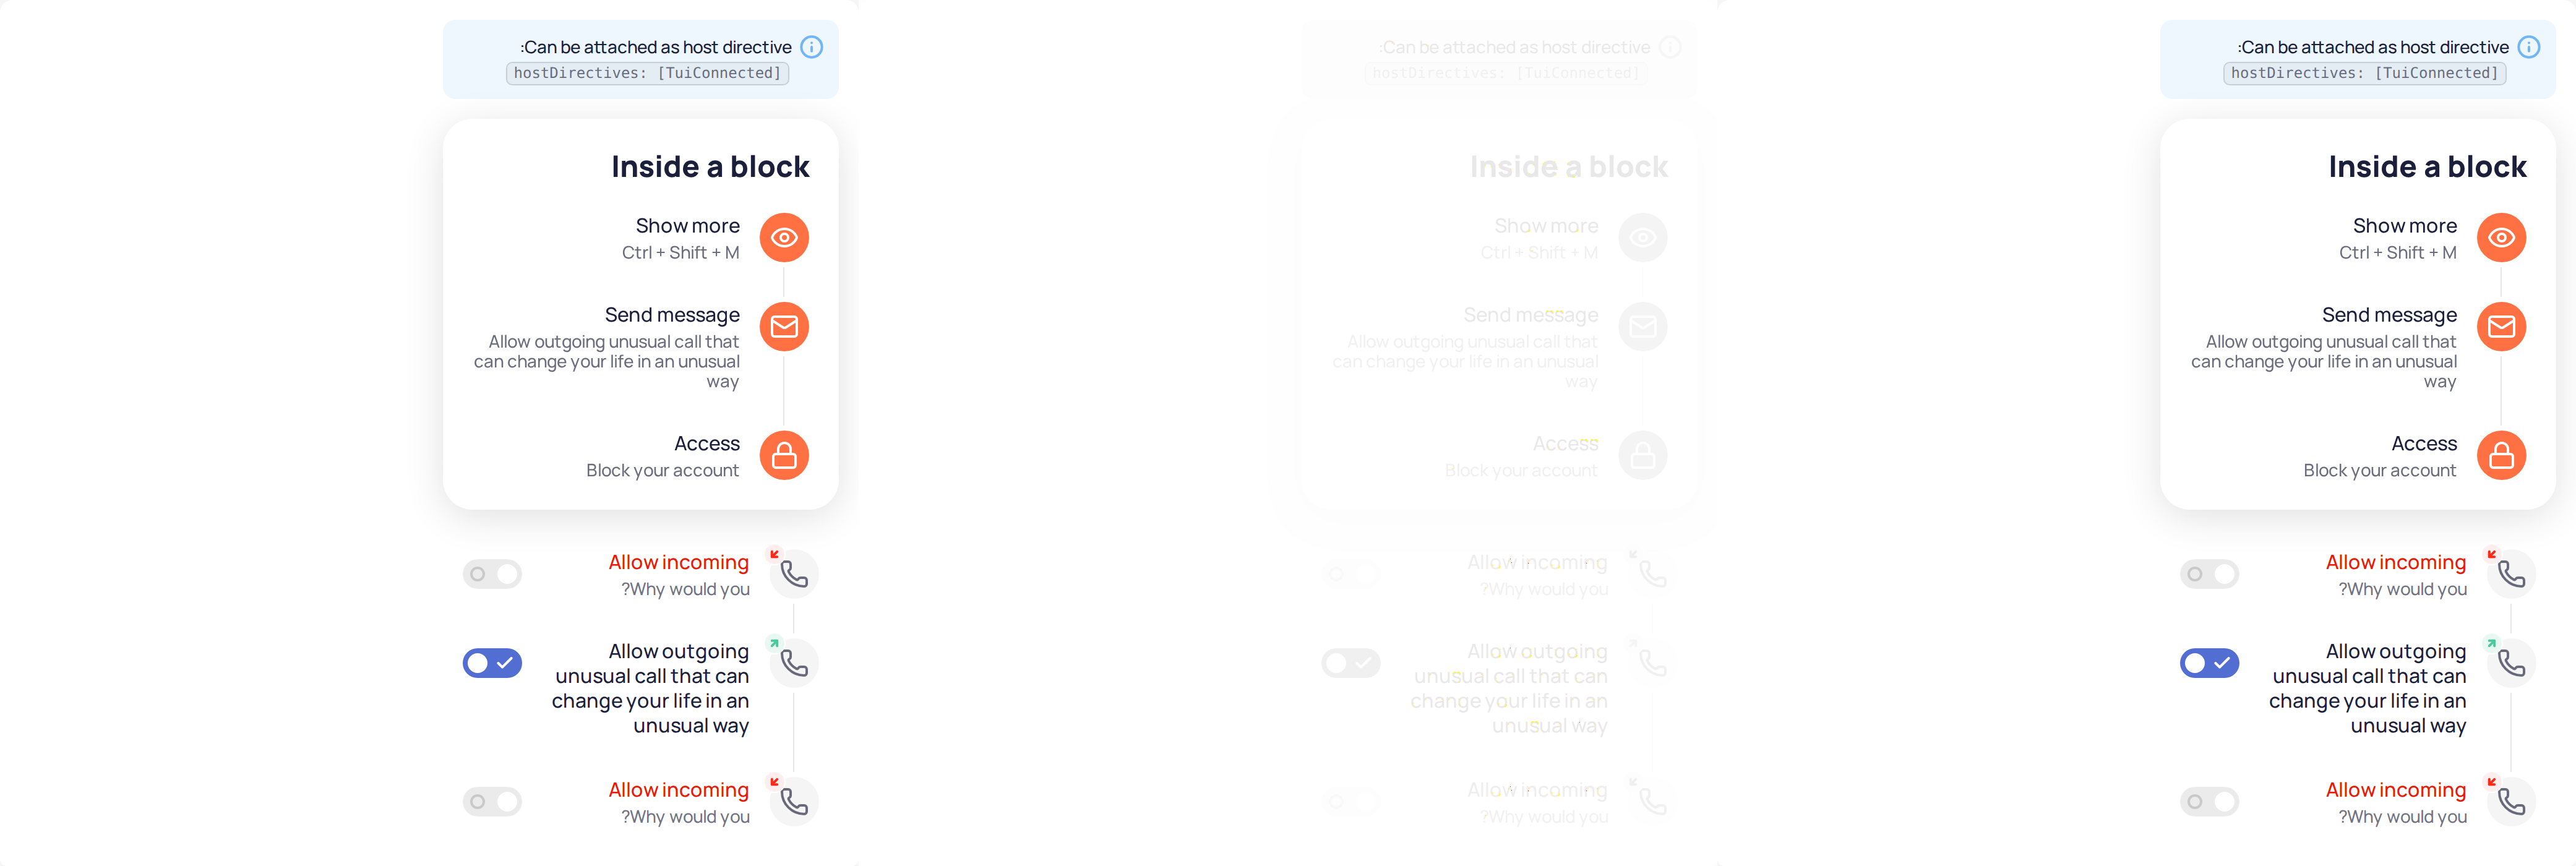 :Can be attached as host directive
hostDirectives: [TuiConnected]
Inside a block
Show more
Ctrl + Shift + M
Send message
Allow outgoing unusual call that
can change your life in an unusual
way
Access
Block your account
Allow incoming
?Why would you
Allow outgoing
unusual call that can
change your life in an
unusual way
Allow incoming
?Why would you
:Can be attached as host directive
hostDirectives: [TuiConnected]
Inside a block
Show more
Ctrl + Shift + M
Send message
Allow outgoing unusual call that
can change your life in an unusual
way
Access
Block your account
Allow incoming
?Why would you
Allow outgoing
unusual call that can
change your life in an
unusual way
Allow incoming
?Why would you
:Can be attached as host directive
hostDirectives: [TuiConnected]
Inside a block
Show more
Ctrl + Shift + M
Send message
Allow outgoing unusual call that
can change your life in an unusual
way
Access
Block your account
Allow incoming
?Why would you
Allow outgoing
unusual call that can
change your life in an
unusual way
Allow incoming
?Why would you